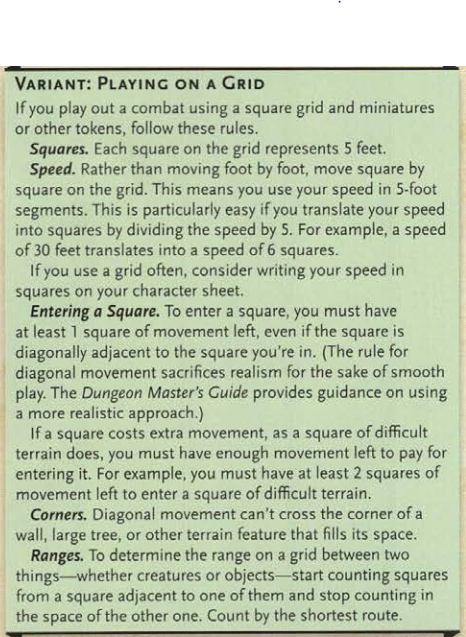 VARIANT: PLAYING ON A GRID
If you play out a combat using a square grid and miniatures
or other tokens, follow these rules.
Squares. Each square on the grid represents 5 feet.
Speed. Rather than moving foot by foot, move square by
square on the grid. This means you use your speed in 5-foot
segments. This is particularly easy if you translate your speed
into squares by dividing the speed by 5. For example, a speed
of 30 feet translates into a speed of 6 squares.
If you use a grid often, consider writing your speed in
squares on your character sheet.
Entering a Square. To enter a square, you must have
at least 1 square of movement left, even if the square is
diagonally adjacent to the square you're in. (The rule for
diagonal movement sacrifices realism for the sake of smooth
play. The Dungeon Master's Guide provides guidance on using
a more realistic approach.)
If a square costs extra movement, as a square of difficult
terrain does, you must have enough movement left to pay for
entering it. For example, you must have at least 2 squares of
movement left to enter a square of difficult terrain.
Corners. Diagonal movement can't cross the corner of a
wall, large tree, or other terrain feature that fills its space.
Ranges. To determine the range on a grid between two
things—whether creatures or objects—start counting squares
from a square adjacent to one of them and stop counting in
the space of the other one. Count by the shortest route.